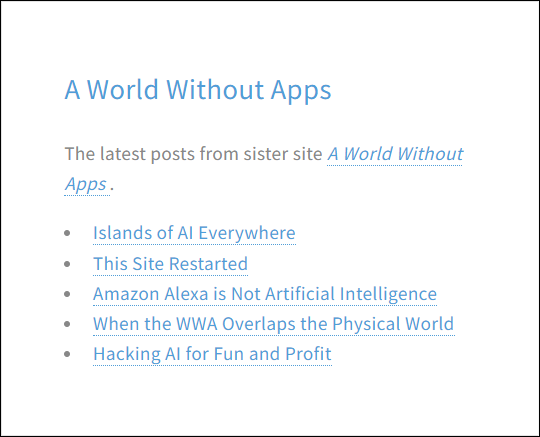 A World Without Apps
The latest posts from sister site A World Without
Apps .
Islands of AI Everywhere
This Site Restarted
Amazon Alexa is Not Artificial Intelligence
When the WWA Overlaps the Physical World
Hacking AI for Fun and Profit